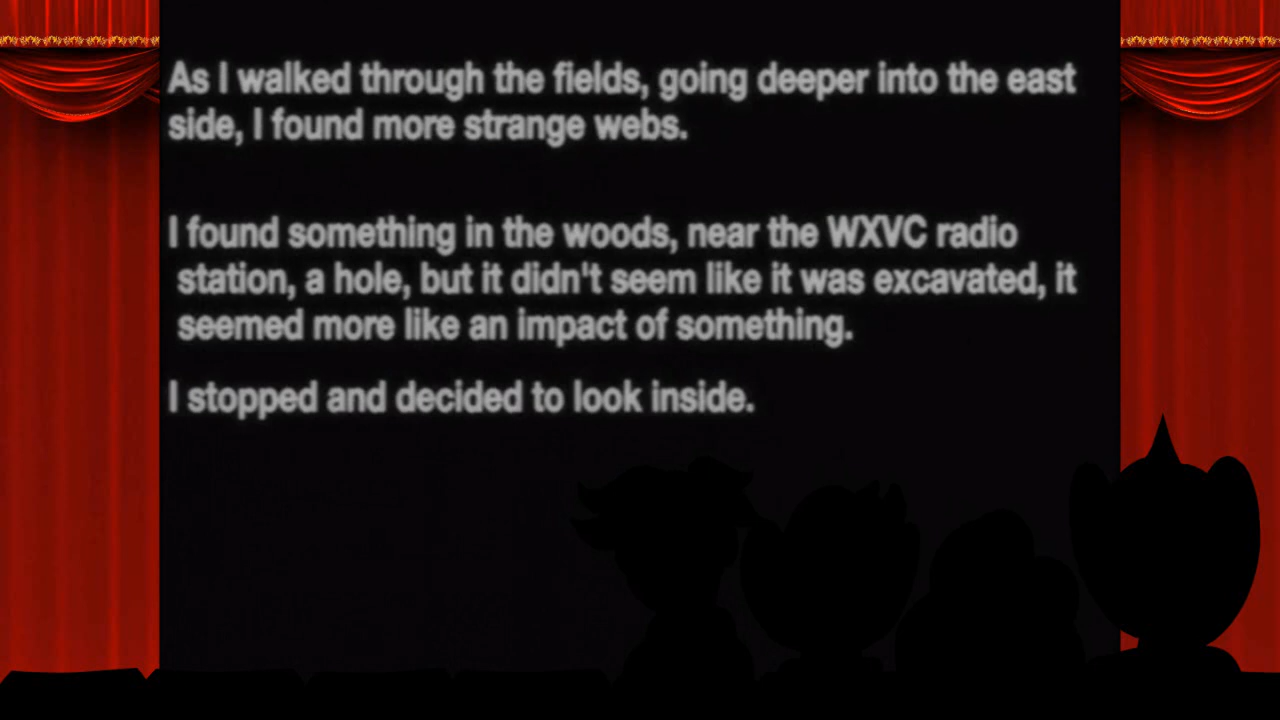 As I walked through the fields, going deeper into the east
side, I found more strange webs.
I found something in the woods, near the WXVC radio
station, a hole, but it didn't seem like it was excavated, it
seemed more like an impact of something.
I stopped and decided to look inside.